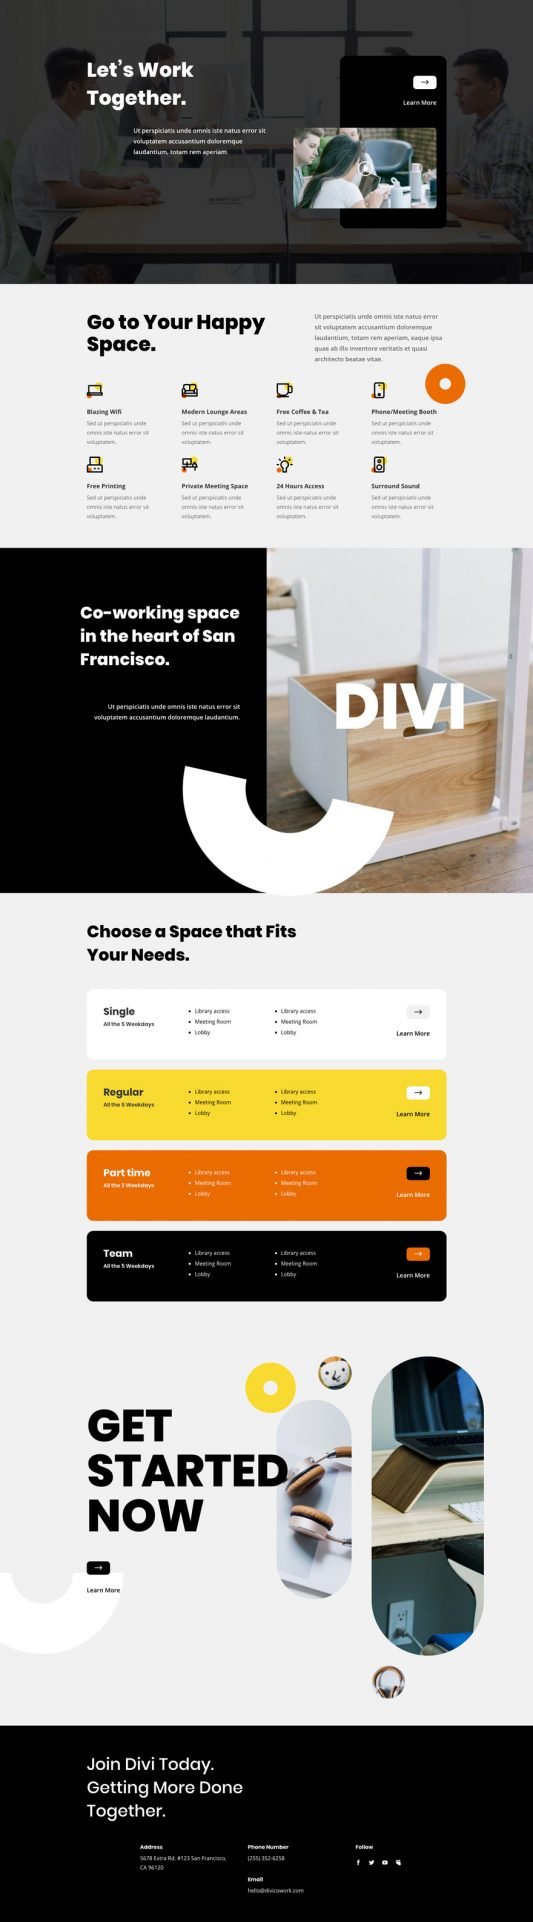 Let's Work
Together.
Learn More
Ut perspiciatis unde omnis iste natus error sit
voluptatem accusantium doloremque
laudantium, totam rem aperiam.
Go to Your Happy
Space.
Ut perspiciatis unde omnis iste natus error
sit voluptatem accusantium doloremque
laudantium, totam rem aperiam, eaque ipsa
quae ab illo inventore veritatis et quasi
architecto beatae vitae.
Blazing Wifi
Sed ut perspiciatis unde
omnis iste natus error sit
voluptatem.
Modern Lounge Areas
Sed ut perspiciatis unde
omnis iste natus error sit
voluptatem.
Free Coffee & Tea
Sed ut perspiciatis unde
omnis iste natus error sit
voluptatem.
Phone/Meeting Booth
Sed ut perspiciatis unde
omnis iste natus error sit
voluptatem.
Free Printing
Sed ut perspiciatis unde
omnis iste natus error sit
voluptatem.
Private Meeting Space
Sed ut perspiciatis unde
omnis iste natus error sit
voluptatem.
24 Hours Access
Sed ut perspiciatis unde
omnis iste natus error sit
voluptatem.
Surround Sound
Sed ut perspiciatis unde
omnis iste natus error sit
voluptatem.
Co-working space
in the heart of San
Francisco.
Ut perspiciatis unde omnis iste natus error sit
voluptatem accusantium doloremque laudantium.
DIVI
Choose a Space that Fits
Your Needs.
Single
All the 5 Weekdays
Library access
Meeting Room
Lobby
Library access
Meeting Room
Lobby
Learn More
Regular
All the 5 Weekdays
Library access
Meeting Room
Lobby
Library access
Meeting Room
Lobby
Learn More
Part time
All the 3 Weekdays
Library access
Meeting Room
Lobby
Library access
Meeting Room
Lobby
Learn More
Team
All the 5 Weekdays
Library access
Meeting Room
Lobby
Library access
Meeting Room
Lobby
Learn More
GET
STARTED
NOW
Learn More
Join Divi Today.
Getting More Done
Together.
Address
5678 Extra Rd. #123 San Francisco,
CA 96120
Phone Number
(255) 352-6258
Email
hello@divicowork.com
Follow